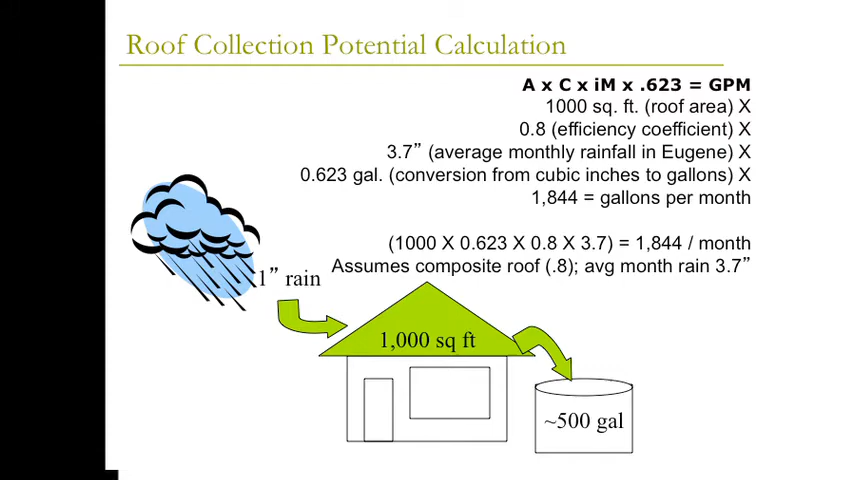 Roof Collection Potential Calculation
A x C x iM x .623 = GPM
1000 sq. ft. (roof area) X
0.8 (efficiency coefficient) X
3.7” (average monthly rainfall in Eugene) X
0.623 gal. (conversion from cubic inches to gallons) X
1,844 = gallons per month
(1000 X 0.623 X 0.8 X 3.7) = 1,844 / month
Assumes composite roof (.8); avg month rain 3.7”
1” rain
1,000 sq ft
~500 gal